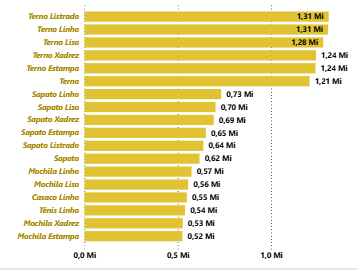 Terno Listrado 1,31 Mi
Terno Linho 1,31 Mi
Terno Liso 1,28 Mi
Terno Xadrez 1,24 Mi
Terno Estampa 1,24 Mi
Terno 1,21 Mi
Sapato Linho 0,73 Mi
Sapato Liso 0,70 Mi
Sapato Xadrez 0,69 Mi
Sapato Estampa 0,65 Mi
Sapato Listrado 0,64 Mi
Sapato 0,62 Mi
Mochila Linho 0,57 Mi
Mochila Liso 0,56 Mi
Casaco Linho 0,55 Mi
Tênis Linho 0,54 Mi
Mochila Xadrez 0,53 Mi
Mochila Estampa 0,52 Mi
0,0 Mi 0,5 Mi 1,0 Mi